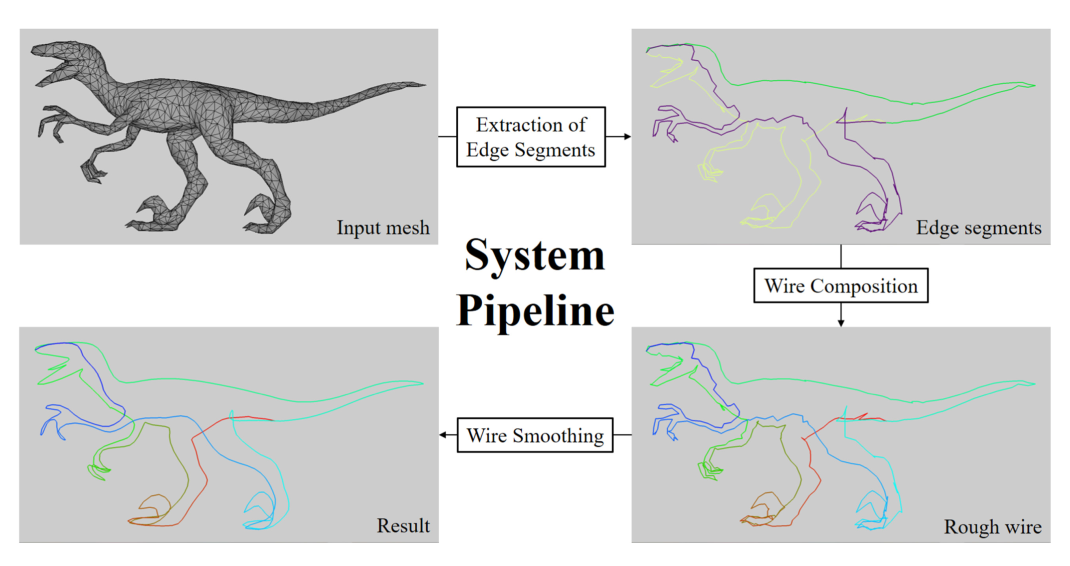 Input mesh
Extraction of
Edge Segments
Edge segments
System
Pipeline
Wire Composition
Rough wire
Wire Smoothing
Result